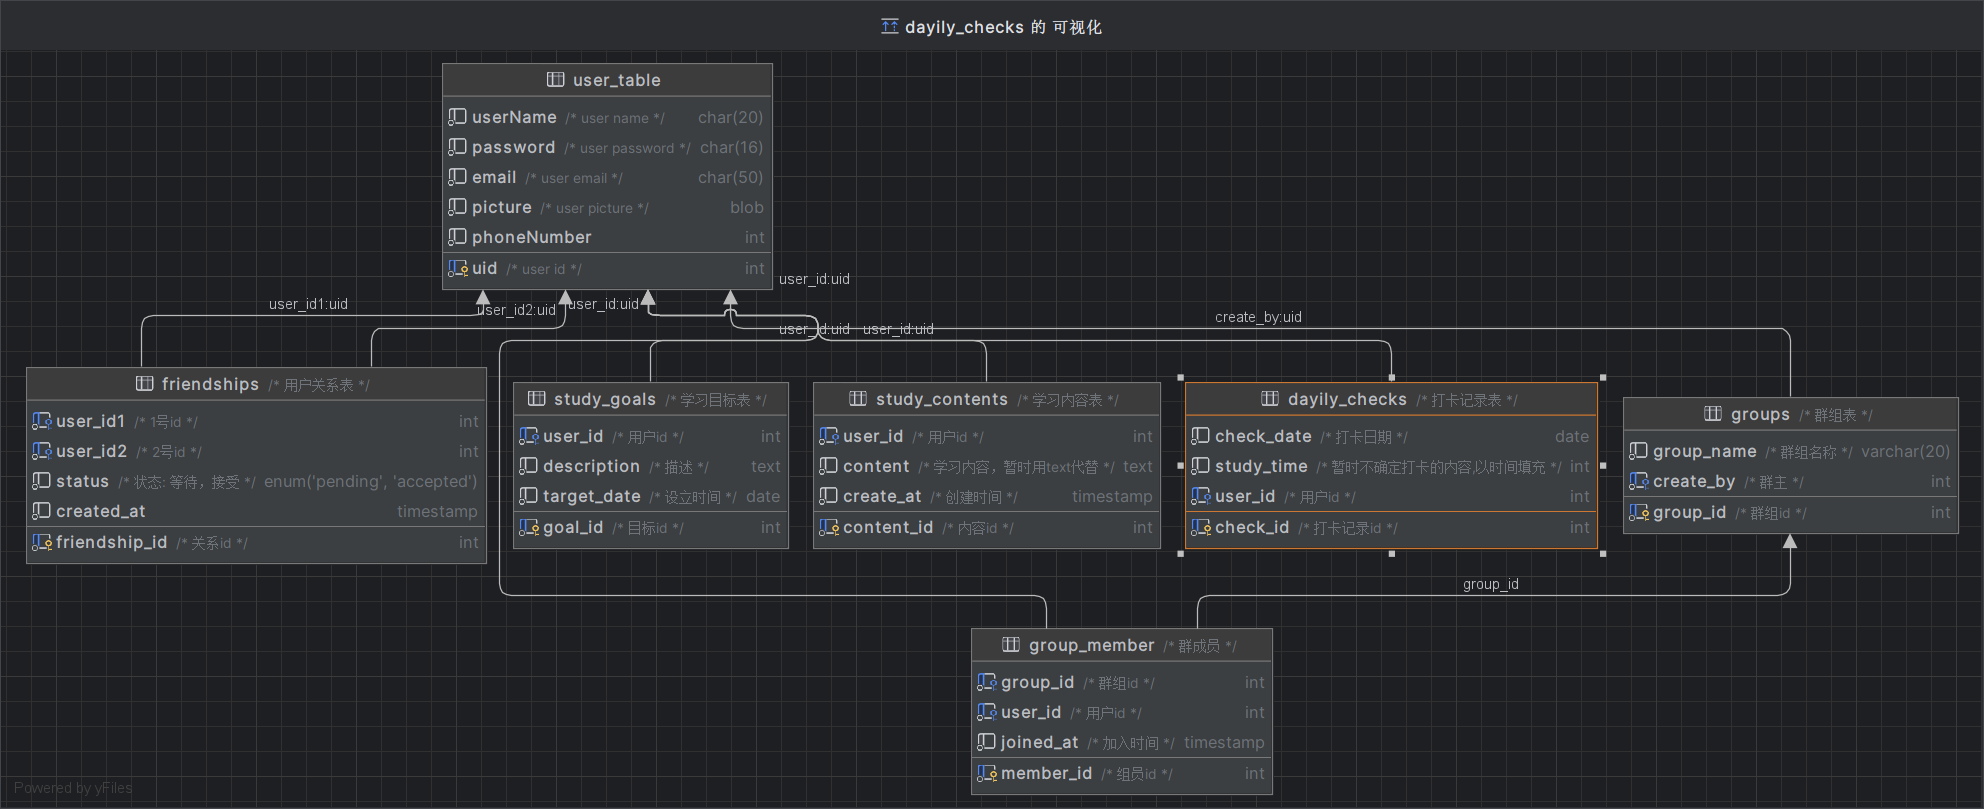 dayily_checks 的 可视化
user_table
userName /* user name */ char(20)
password /* user password */ char(16)
email /* user email */ char(50)
picture /* user picture */ blob
phoneNumber int
uid /* user id */ int
user_id:uid
user_id1:uid
user_id2:uid
user_id:uid
create_by:uid
user_id:uid
user_id:uid
friendships /* 用户关系表 */
user_id1 /* 1号id */ int
user_id2 /* 2号id */ int
status /* 状态: 等待，接受 */ enum('pending', 'accepted')
created_at timestamp
friendship_id /* 关系id */ int
study_goals /* 学习目标表 */
user_id /* 用户id */ int
description /* 描述 */ text
target_date /* 设立时间 */ date
goal_id /* 目标id */ int
study_contents /* 学习内容表 */
user_id /* 用户id */ int
content /* 学习内容，暂时用text代替 */ text
create_at /* 创建时间 */ timestamp
content_id /* 内容id */ int
dayily_checks /* 打卡记录表 */
check_date /* 打卡日期 */ date
study_time /* 暂时不确定打卡的内容,以时间填充 */ int
user_id /* 用户id */ int
check_id /* 打卡记录id */ int
groups /* 群组表 */
group_name /* 群组名称 */ varchar(20)
create_by /* 群主 */ int
group_id /* 群组id */ int
group_id
group_member /* 群成员 */
group_id /* 群组id */ int
user_id /* 用户id */ int
joined_at /* 加入时间 */ timestamp
member_id /* 组员id */ int
Powered by yFiles